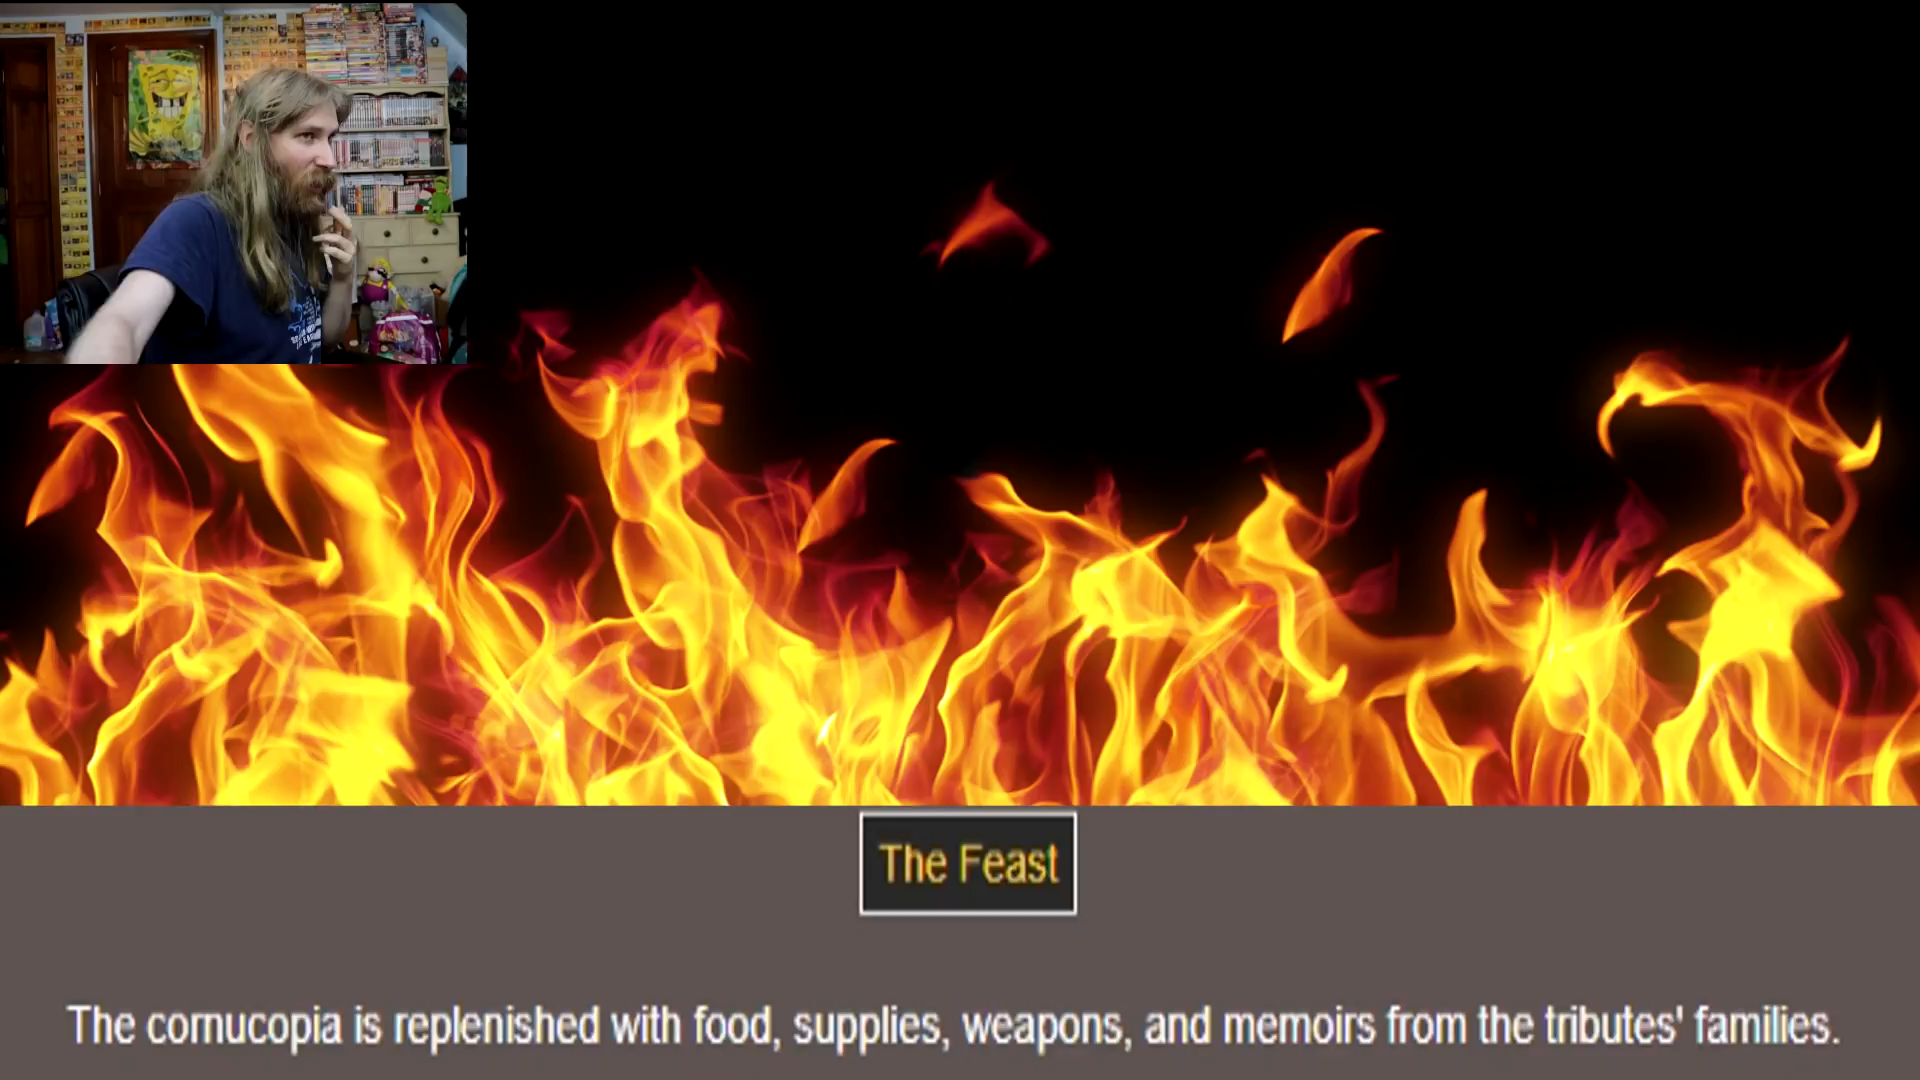 The Feast
The cornucopia is replenished with food, supplies, weapons, and memoirs from the tributes' families.